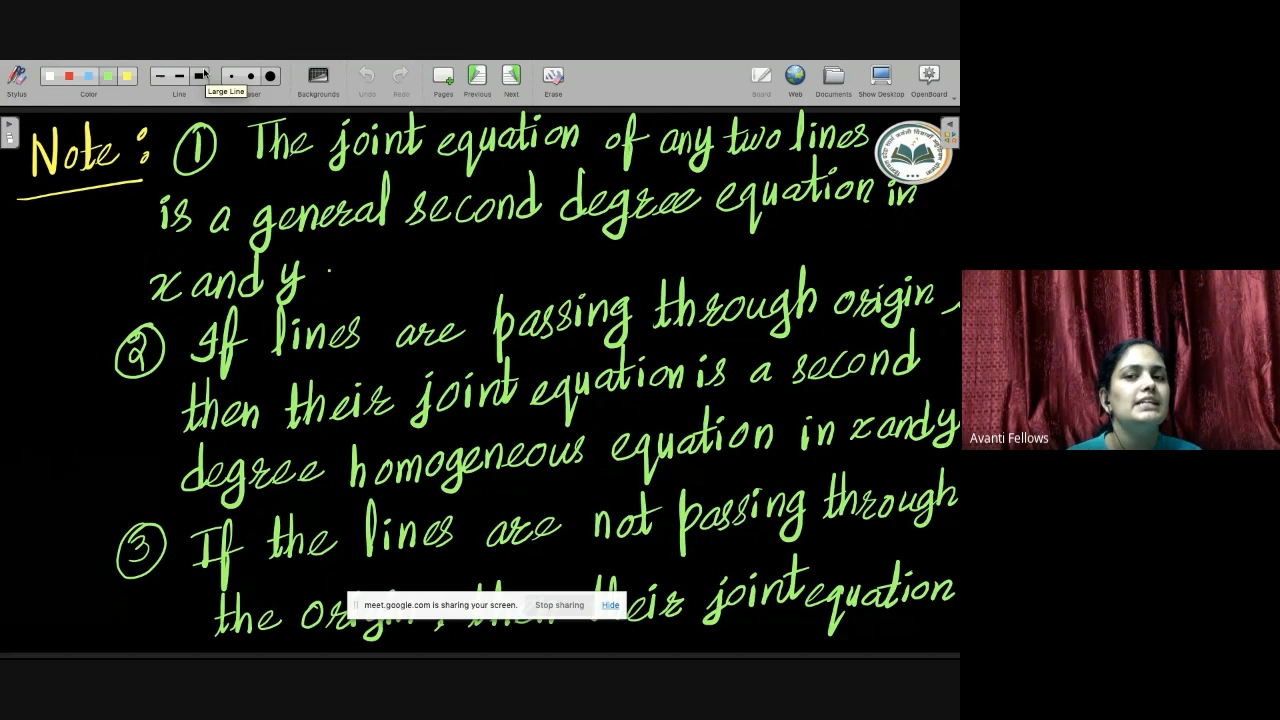 Stylus
Color
Line
Large Line
Backgrounds
Undo
Redo
Pages
Previous
Next
Erase
Board
Web
Documents
Show Desktop
OpenBoard
Note: ① The joint equation of any two lines
is a general second degree equation in
x and y .
② If lines are passing through origin,
then their joint equation is a second
degree homogeneous equation in x and y
③ If the lines are not passing through
the origin, then their joint equation
meet.google.com is sharing your screen. Stop sharing Hide
Avanti Fellows